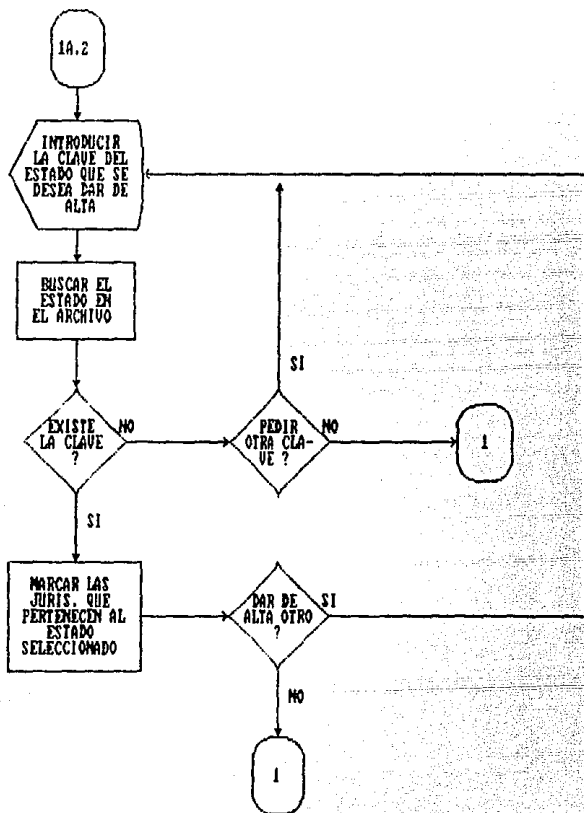 1A.2
INTRODUCIR
LA CLAVE DEL
ESTADO QUE SE
DESEA DAR DE
ALTA
BUSCAR EL
ESTADO EN
EL ARCHIVO
SI
EXISTE
LA CLAVE
?
NO
PEDIR
OTRA CLA-
VE ?
NO
1
SI
MARCAR LAS
JURIS. QUE
PERTENECEN AL
ESTADO
SELECCIONADO
DAR DE
ALTA OTRO
?
SI
NO
1